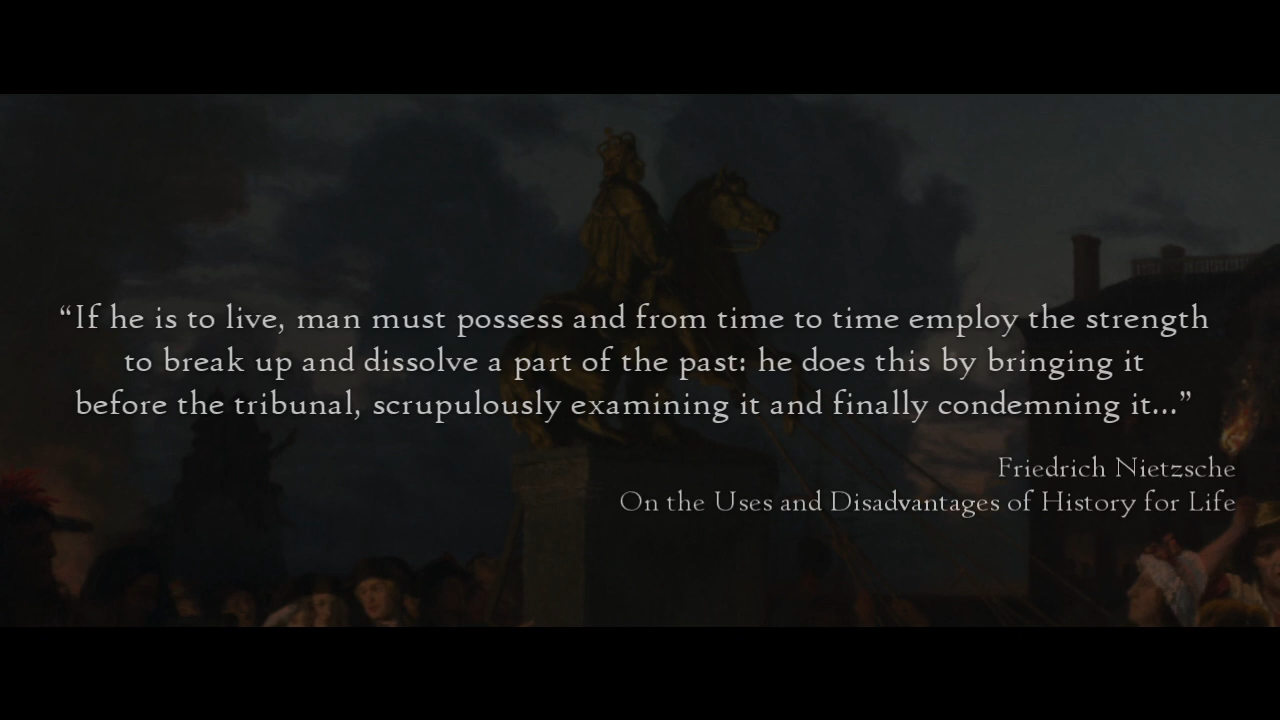 “If he is to live, man must possess and from time to time employ the strength
to break up and dissolve a part of the past: he does this by bringing it
before the tribunal, scrupulously examining it and finally condemning it...”
Friedrich Nietzsche
On the Uses and Disadvantages of History for Life